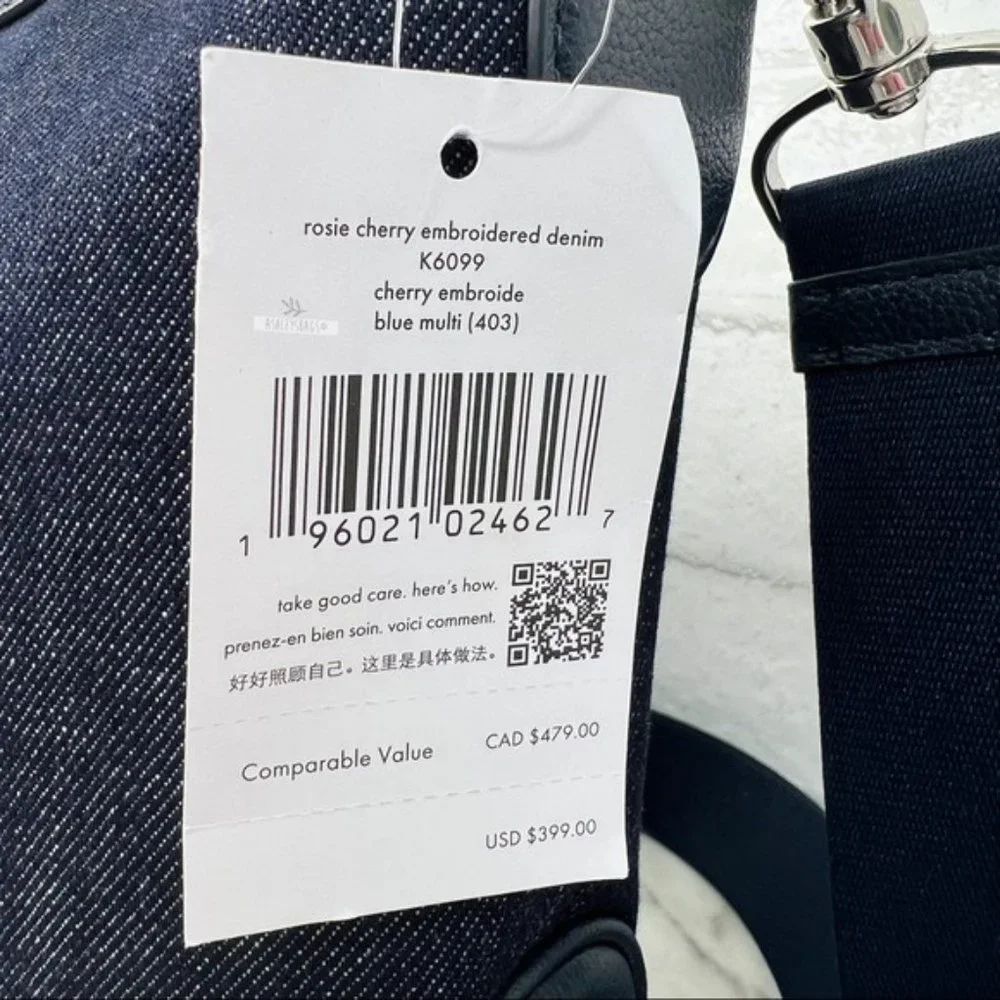 rosie cherry embroidered denim
K6099
cherry embroide
blue multi (403)
ASHLEYSBAGS®
1 96021 02462 7
take good care. here's how.
prenez-en bien soin. voici comment.
好好照顾自己。这里是具体做法。
Comparable Value CAD $479.00
USD $399.00